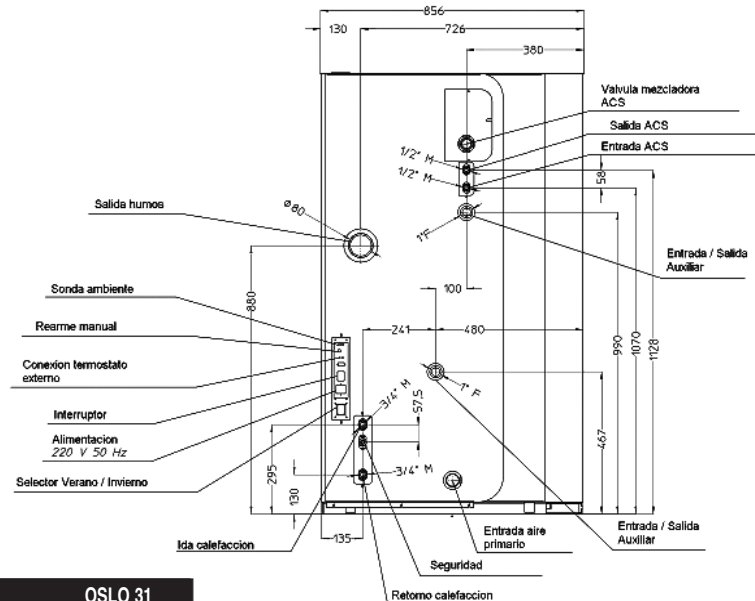 856
130
726
380
Valvula mezcladora
ACS
Salida ACS
1/2" M
Entrada ACS
1/2" M
58
Salida humos
Ø80
1"F
Entrada / Salida
Auxiliar
Sonda ambiente
100
880
Rearme manual
241
480
990
1070
1128
Conexion termostato
externo
3/4" M
1" F
Interruptor
57,5
Alimentacion
220 V 50 Hz
467
295
Selector Verano / Invierno
130
3/4" M
135
Ida calefaccion
Entrada aire
primario
Entrada / Salida
Auxiliar
Seguridad
OSLO 31
Retorno calefaccion